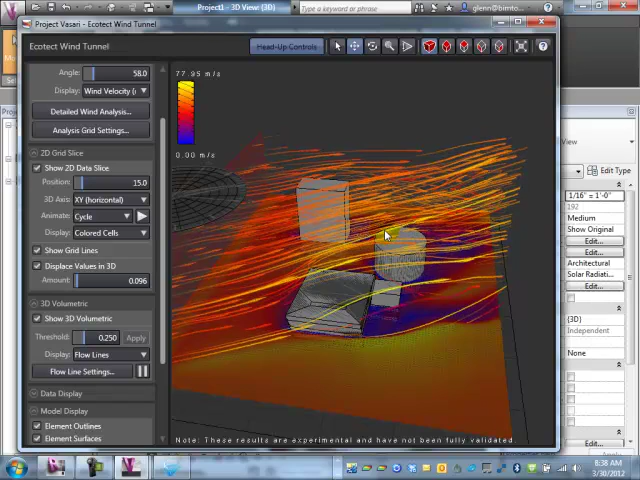 Project1 - 3D View: {3D}
Type a keyword or phrase
glenn@bimto
Project Vasari - Ecotect Wind Tunnel
Ecotect Wind Tunnel
Head-Up Controls
Angle: 58.0
Display: Wind Velocity (
Detailed Wind Analysis...
Analysis Grid Settings...
2D Grid Slice
Show 2D Data Slice
Position: 15.0
3D Axis: XY (horizontal)
Animate: Cycle
Display: Colored Cells
Show Grid Lines
Displace Values in 3D
Amount: 0.096
3D Volumetric
Show 3D Volumetric
Threshold: 0.250 Apply
Display: Flow Lines
Flow Line Settings...
Data Display
Model Display
Element Outlines
Element Surfaces
77.95 m/s
0.00 m/s
Note: These results are experimental and have not been fully validated.
Proje
View
Edit Type
1/16" = 1'-0"
192
Medium
Show Original
Edit...
Edit...
Architectural
Solar Radiati...
Edit...
{3D}
Independent
None
Edit...
8:38 AM
3/30/2012